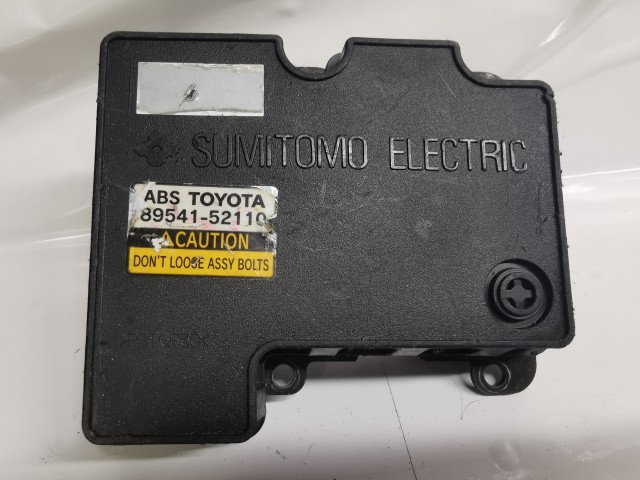 SUMITOMO ELECTRIC
ABS TOYOTA
89541-52110
CAUTION
DON'T LOOSE ASSY BOLTS